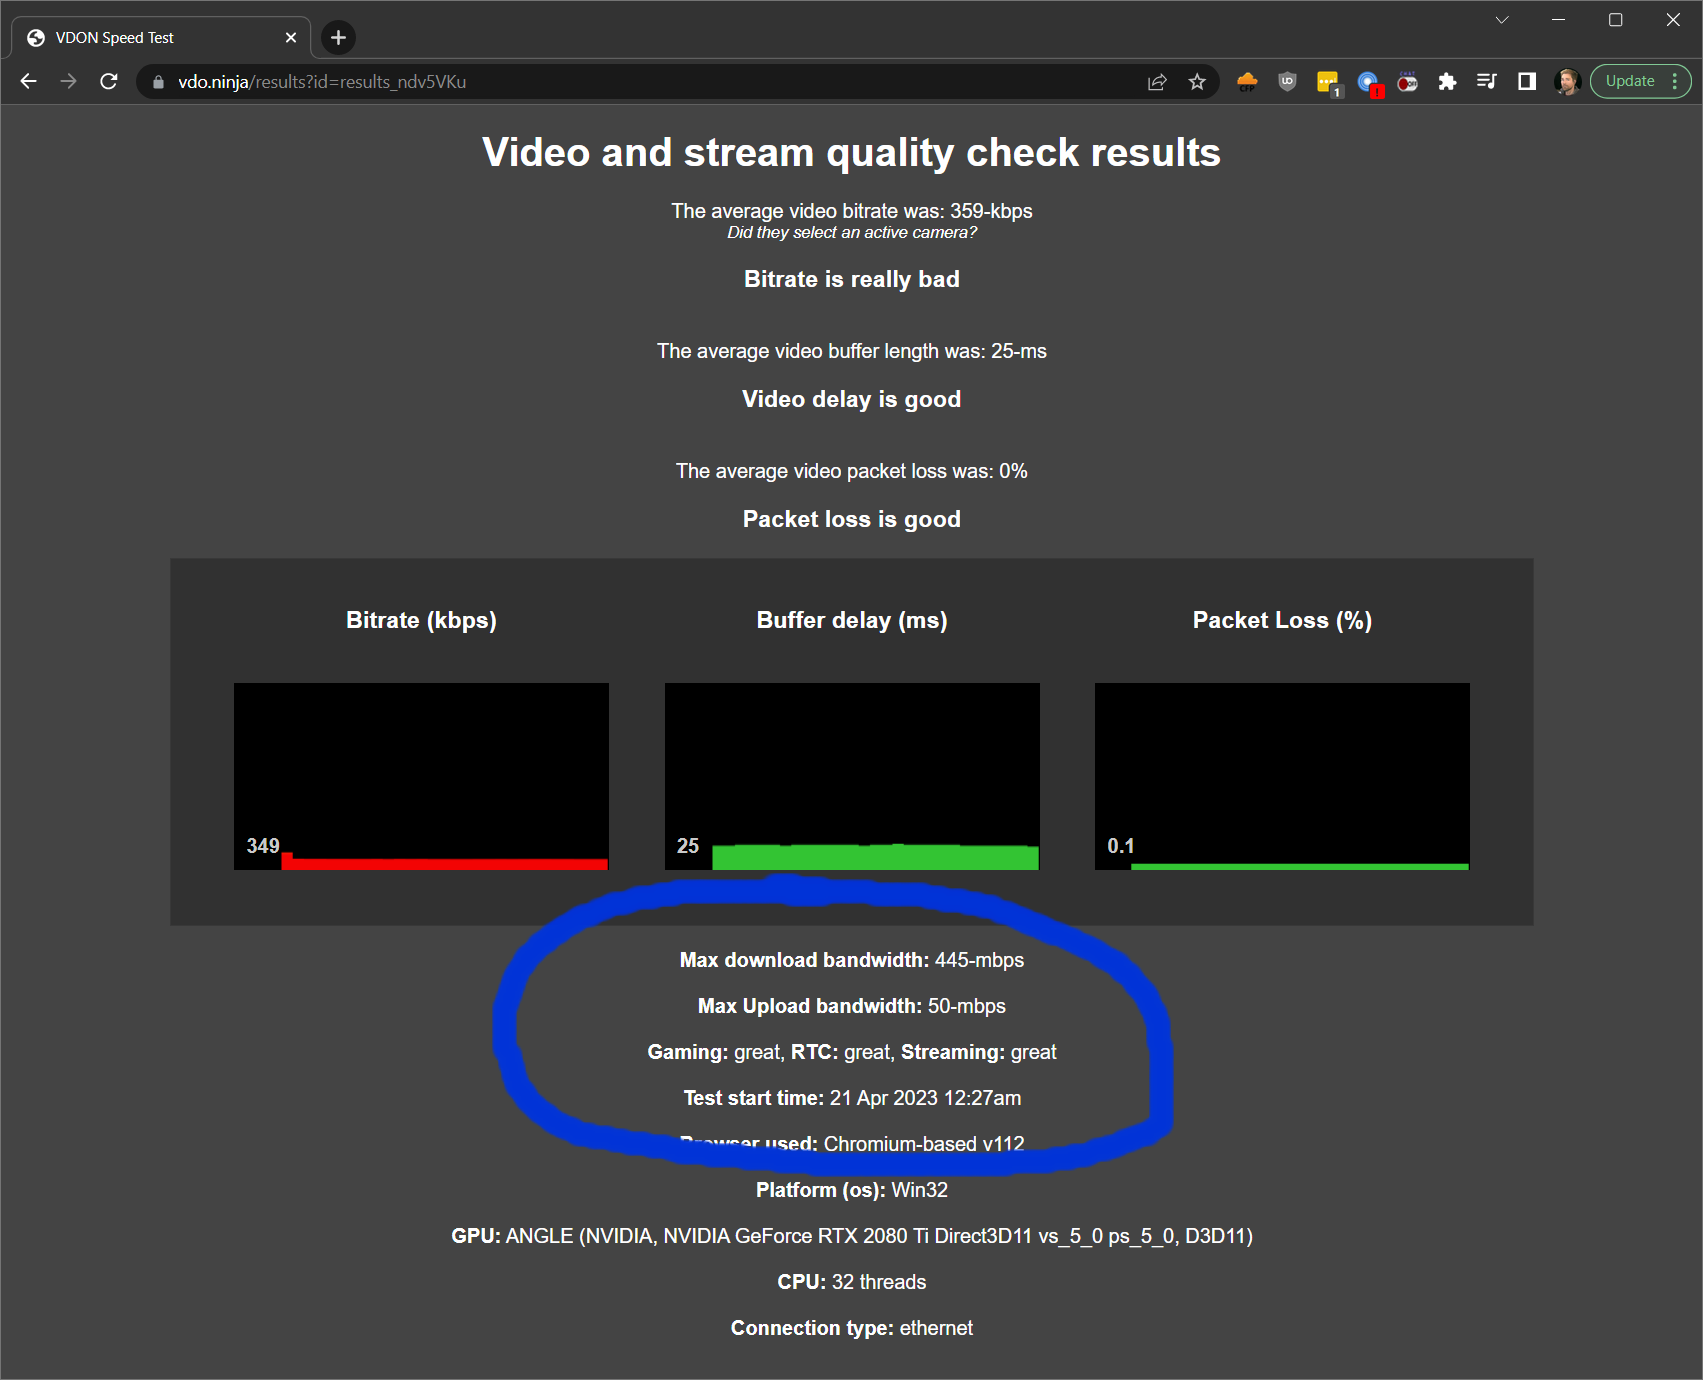 VDON Speed Test
vdo.ninja/results?id=results_ndv5VKu
CFP
1
!
Update
Video and stream quality check results
The average video bitrate was: 359-kbps
Did they select an active camera?
Bitrate is really bad
The average video buffer length was: 25-ms
Video delay is good
The average video packet loss was: 0%
Packet loss is good
Bitrate (kbps)
Buffer delay (ms)
Packet Loss (%)
349
25
0.1
Max download bandwidth: 445-mbps
Max Upload bandwidth: 50-mbps
Gaming: great, RTC: great, Streaming: great
Test start time: 21 Apr 2023 12:27am
Browser used: Chromium-based v112
Platform (os): Win32
GPU: ANGLE (NVIDIA, NVIDIA GeForce RTX 2080 Ti Direct3D11 vs_5_0 ps_5_0, D3D11)
CPU: 32 threads
Connection type: ethernet